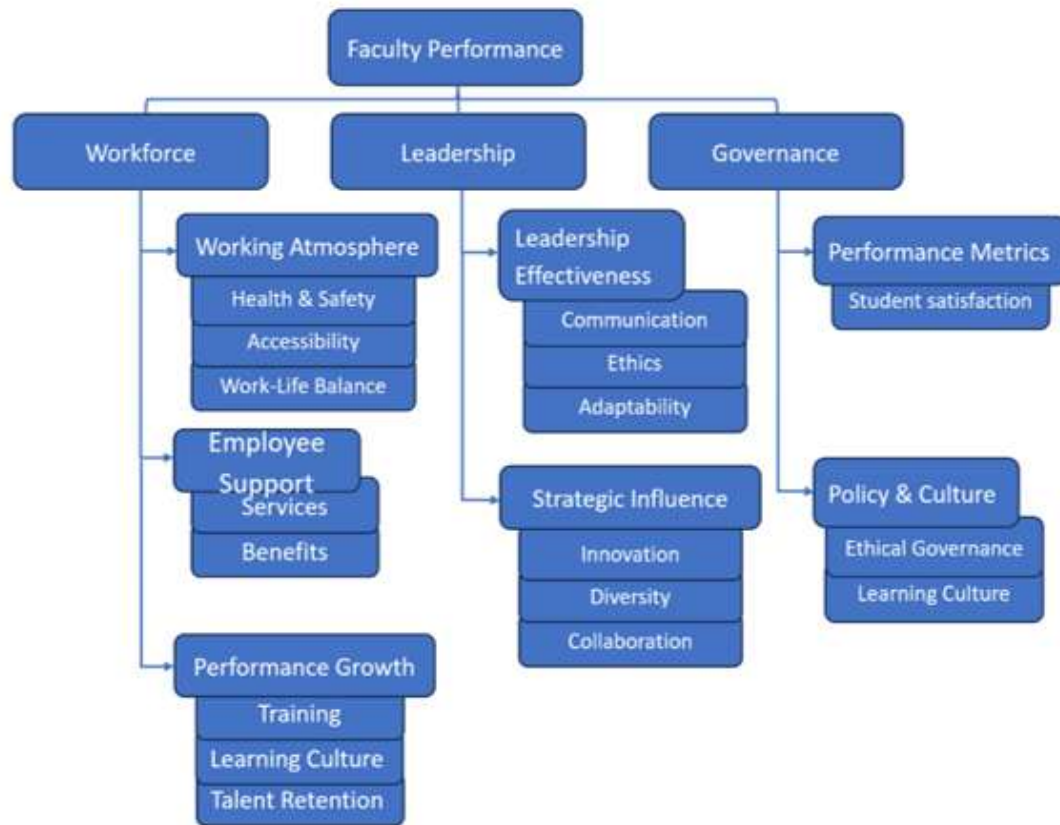 Faculty Performance
Workforce
Leadership
Governance
Working Atmosphere
Health & Safety
Accessibility
Work-Life Balance
Employee
Support
Services
Benefits
Performance Growth
Training
Learning Culture
Talent Retention
Leadership
Effectiveness
Communication
Ethics
Adaptability
Strategic Influence
Innovation
Diversity
Collaboration
Performance Metrics
Student satisfaction
Policy & Culture
Ethical Governance
Learning Culture